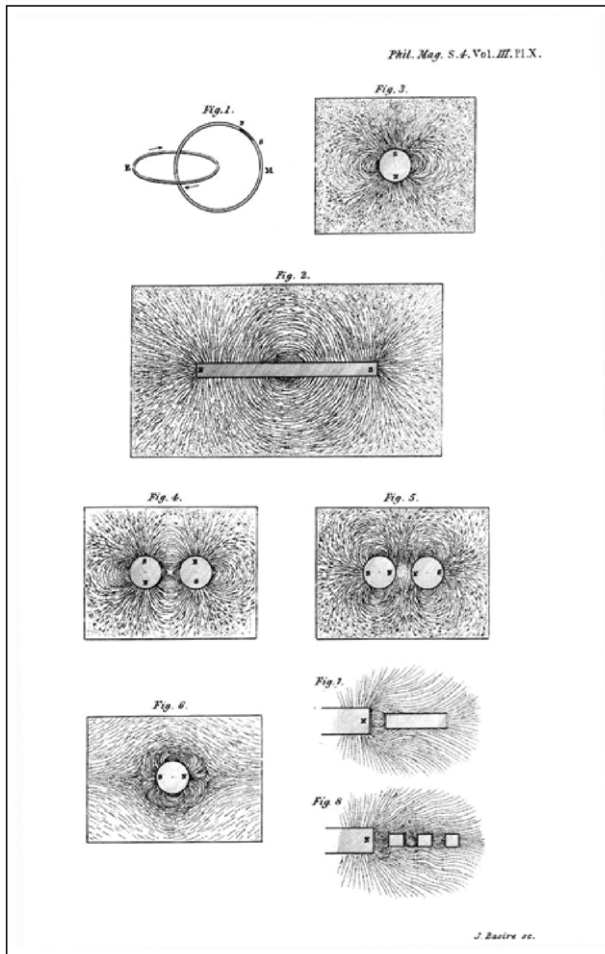 Phil. Mag. S.4. Vol. III. Pl. X.
Fig. 1.
N
S
E
M
Fig. 3.
S
N
Fig. 2.
N S
Fig. 4.
S N
N S
Fig. 5.
Fig. 7.
N
Fig. 6.
Fig. 8
N
J. Basire sc.